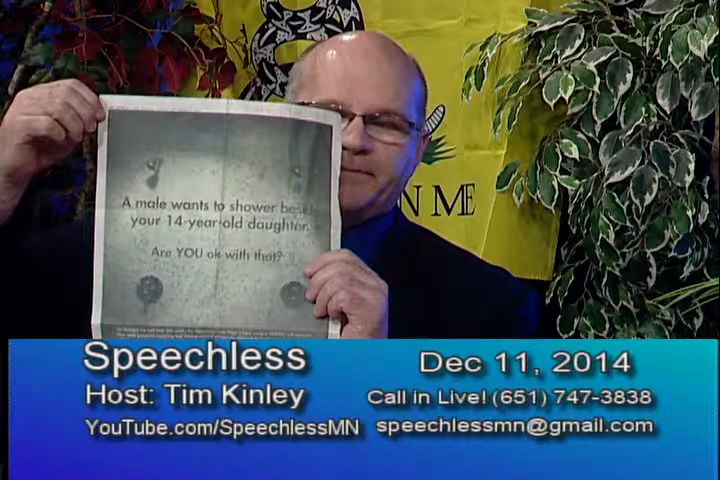 A male wants to shower
your 14-year-old daughter.
Are YOU ok with that?
N ME
Speechless
Host: Tim Kinley
YouTube.com/SpeechlessMN
Dec 11, 2014
Call in Live! (651) 747-3838
speechlessmn@gmail.com